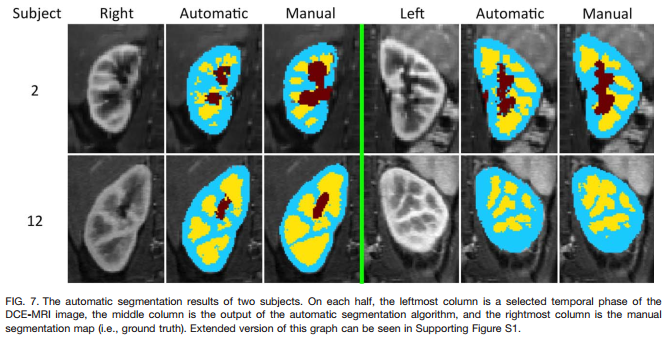 Subject Right Automatic Manual Left Automatic Manual
2
12
FIG. 7. The automatic segmentation results of two subjects. On each half, the leftmost column is a selected temporal phase of the
DCE-MRI image, the middle column is the output of the automatic segmentation algorithm, and the rightmost column is the manual
segmentation map (i.e., ground truth). Extended version of this graph can be seen in Supporting Figure S1.